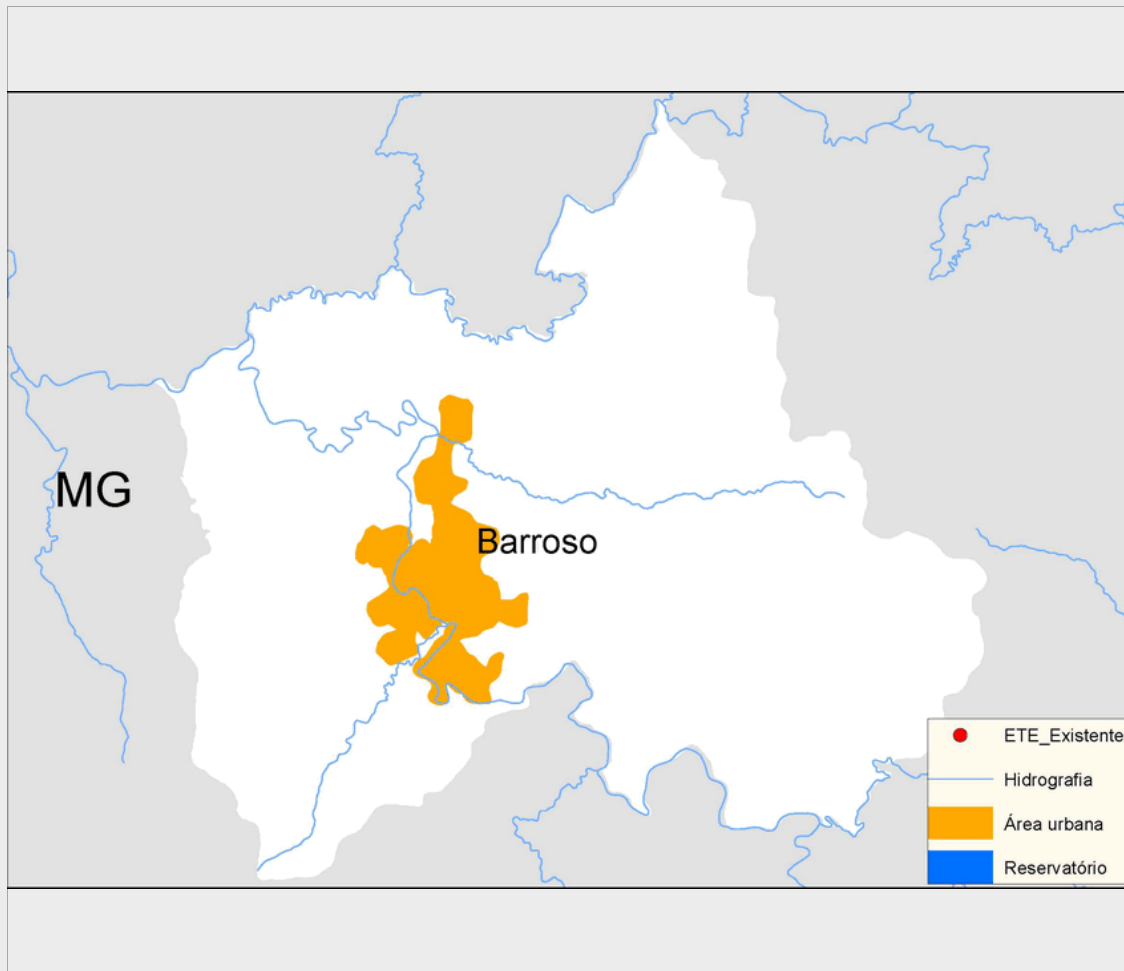 MG
Barroso
ETE_Existente
Hidrografia
Área urbana
Reservatório